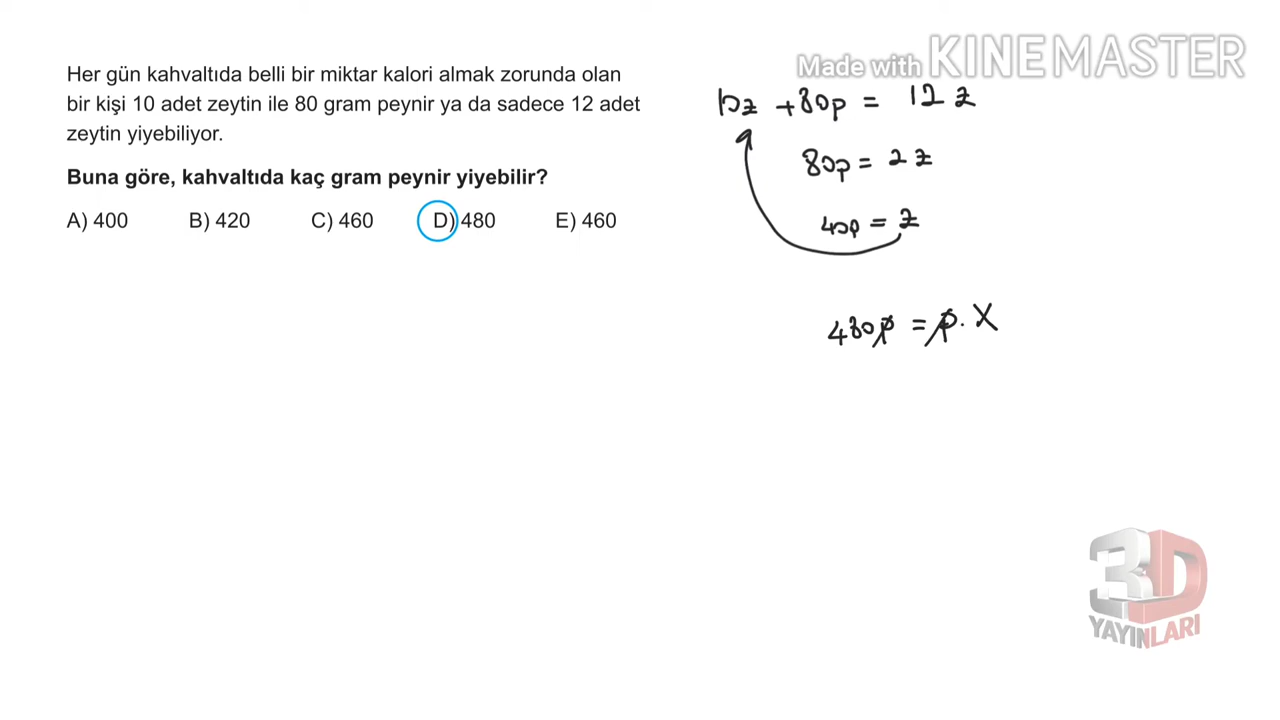 Made with KINEMASTER
Her gün kahvaltıda belli bir miktar kalori almak zorunda olan
bir kişi 10 adet zeytin ile 80 gram peynir ya da sadece 12 adet
zeytin yiyebiliyor.
Buna göre, kahvaltıda kaç gram peynir yiyebilir?
A) 400 B) 420 C) 460 D) 480 E) 460
10z + 80p = 12 z
80p = 2 z
40p = z
480p = p. X
3D
YAYINLARI